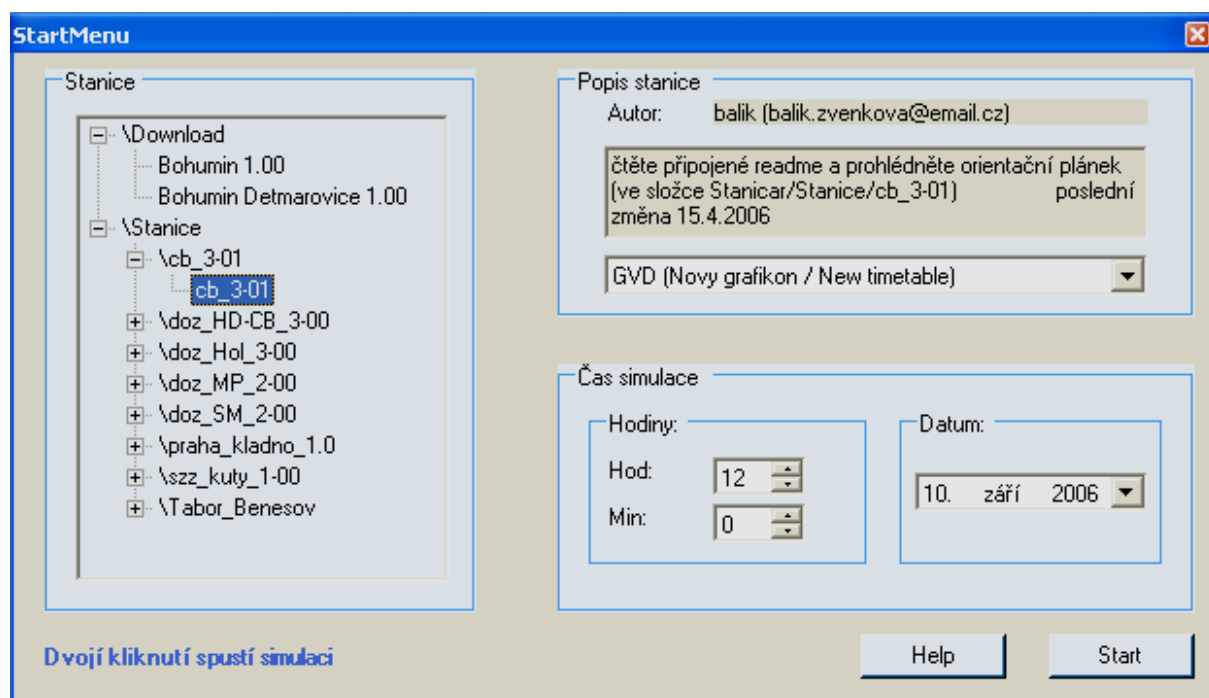 StartMenu
Stanice
\Download
Bohumin 1.00
Bohumin Detmarovice 1.00
\Stanice
\cb_3-01
cb_3-01
\doz_HD-CB_3-00
\doz_Hol_3-00
\doz_MP_2-00
\doz_SM_2-00
\praha_kladno_1.0
\szz_kuty_1-00
\Tabor_Benesov
Dvojí kliknutí spustí simulaci
Popis stanice
Autor: balik (balik.zvenkova@email.cz)
čtěte připojené readme a prohlédněte orientační plánek
(ve složce Stanicar/Stanice/cb_3-01) poslední
změna 15.4.2006
GVD (Novy grafikon / New timetable)
Čas simulace
Hodiny:
Hod: 12
Min: 0
Datum:
10. září 2006
Help
Start